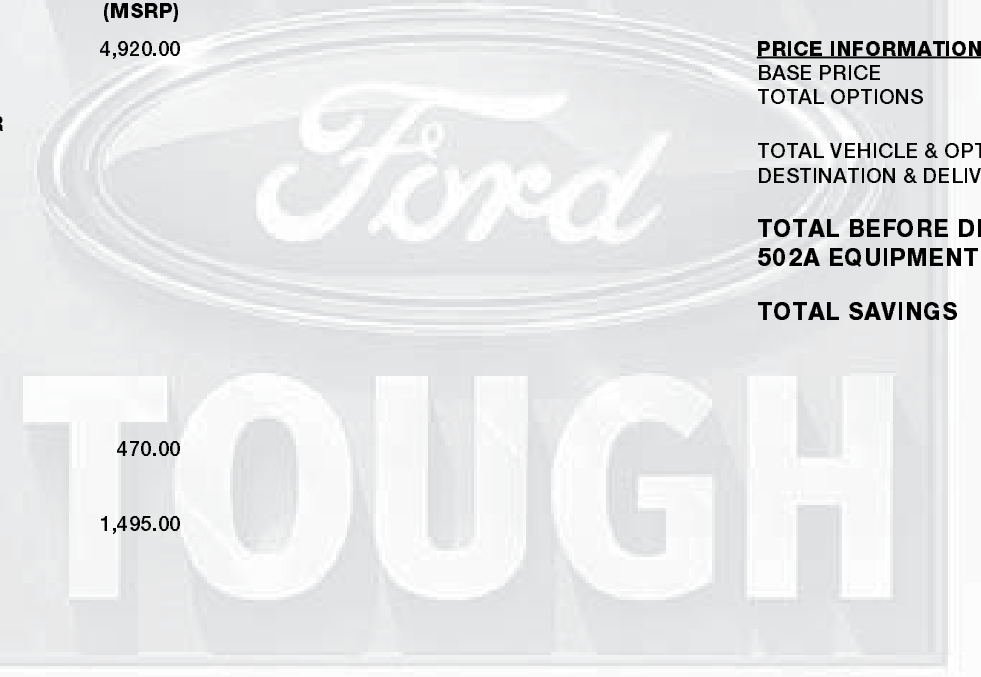 (MSRP)
4,920.00
R
470.00
1,495.00
Ford
TOUGH
PRICE INFORMATION
BASE PRICE
TOTAL OPTIONS
TOTAL VEHICLE & OPT
DESTINATION & DELIV
TOTAL BEFORE DI
502A EQUIPMENT
TOTAL SAVINGS